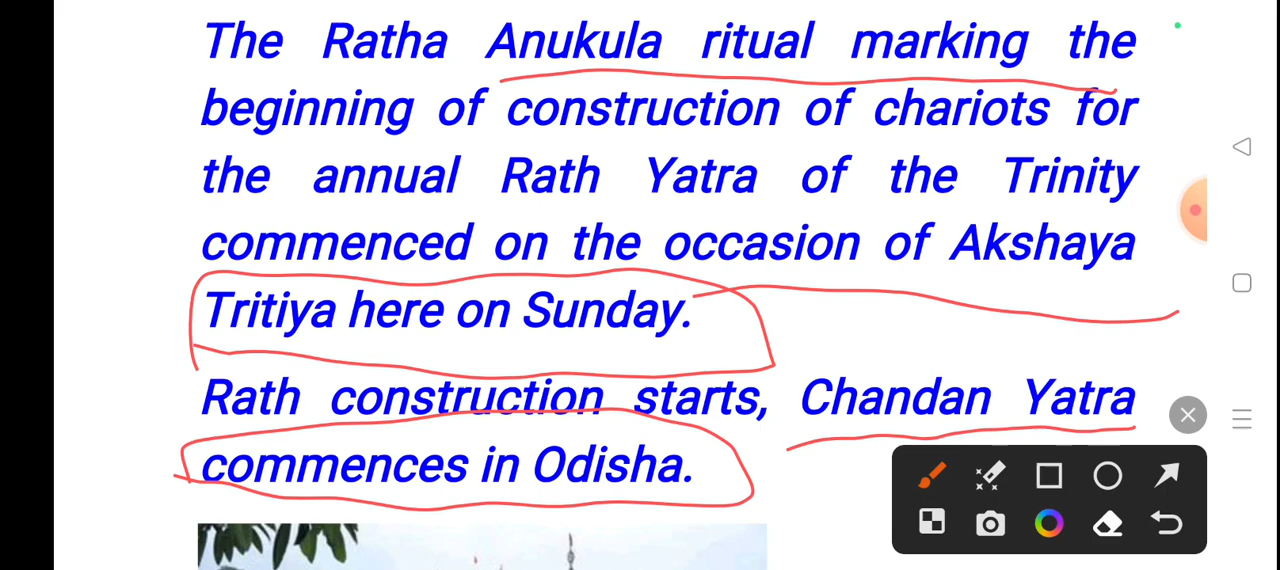 The Ratha Anukula ritual marking the
beginning of construction of chariots for
the annual Rath Yatra of the Trinity
commenced on the occasion of Akshaya
Tritiya here on Sunday.
Rath construction starts, Chandan Yatra
commences in Odisha.